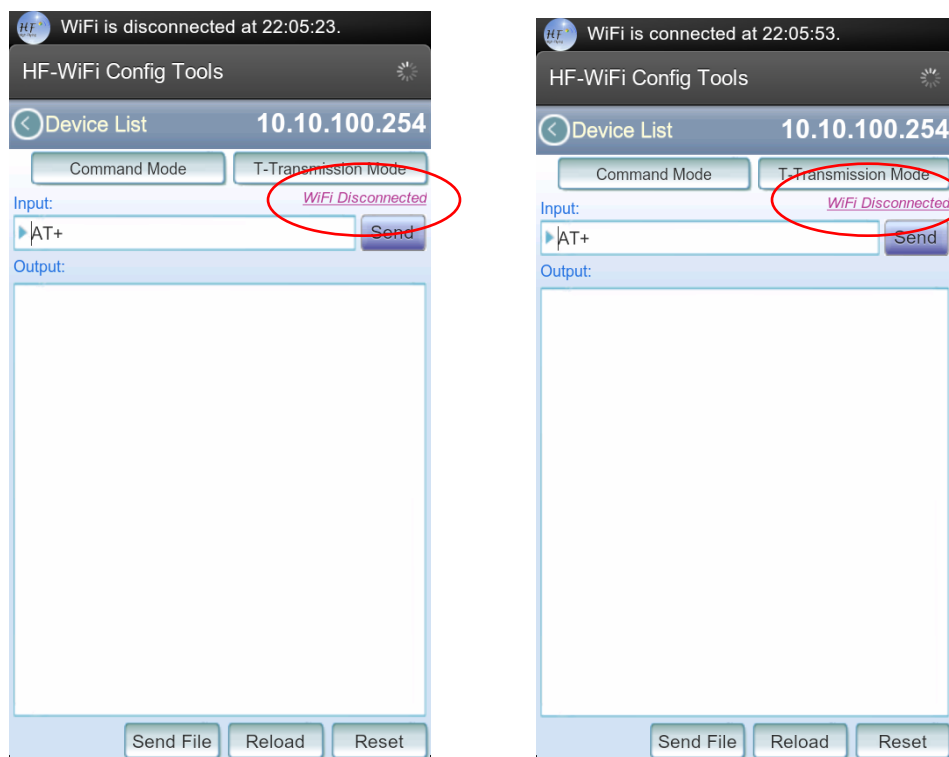 WiFi is disconnected at 22:05:23.
HF-WiFi Config Tools
Device List 10.10.100.254
Command Mode T-Transmission Mode
WiFi Disconnected
Input:
AT+ Send
Output:
Send File Reload Reset
WiFi is connected at 22:05:53.
HF-WiFi Config Tools
Device List 10.10.100.254
Command Mode T-Transmission Mode
WiFi Disconnected
Input:
AT+ Send
Output:
Send File Reload Reset